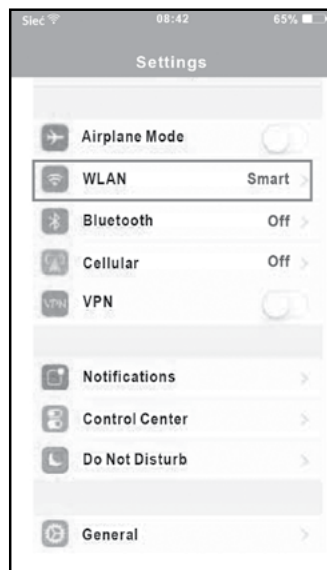 Sieć 08:42 65%
Settings
Airplane Mode
WLAN Smart
Bluetooth Off
Cellular Off
VPN VPN
Notifications
Control Center
Do Not Disturb
General